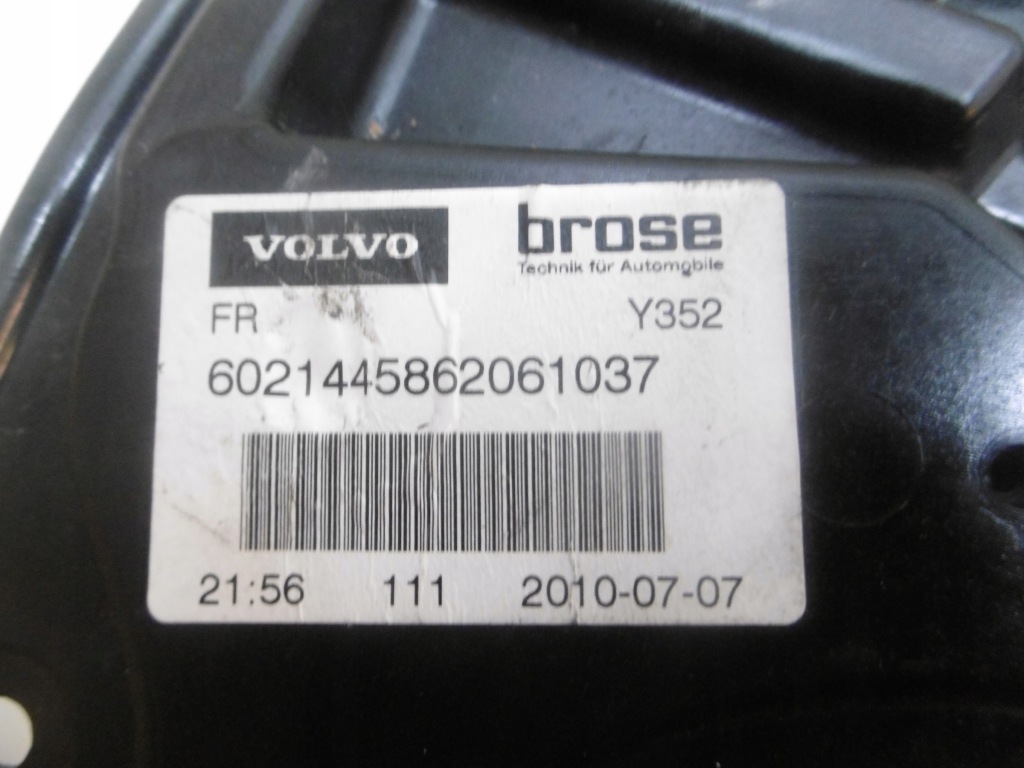 VOLVO brose
Technik für Automobile
FR Y352
6021445862061037
21:56 111 2010-07-07